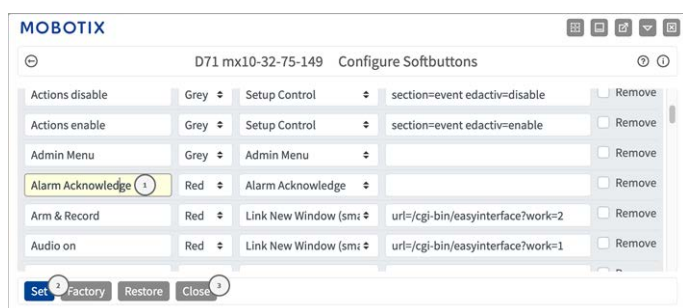 MOBOTIX
D71 mx10-32-75-149 Configure Softbuttons
Actions disable Grey Setup Control section=event edactiv=disable Remove
Actions enable Grey Setup Control section=event edactiv=enable Remove
Admin Menu Grey Admin Menu Remove
Alarm Acknowledge 1 Red Alarm Acknowledge Remove
Arm & Record Red Link New Window (sma url=/cgi-bin/easyinterface?work=2 Remove
Audio on Red Link New Window (sma url=/cgi-bin/easyinterface?work=1 Remove
Set 2 Factory Restore Close 3